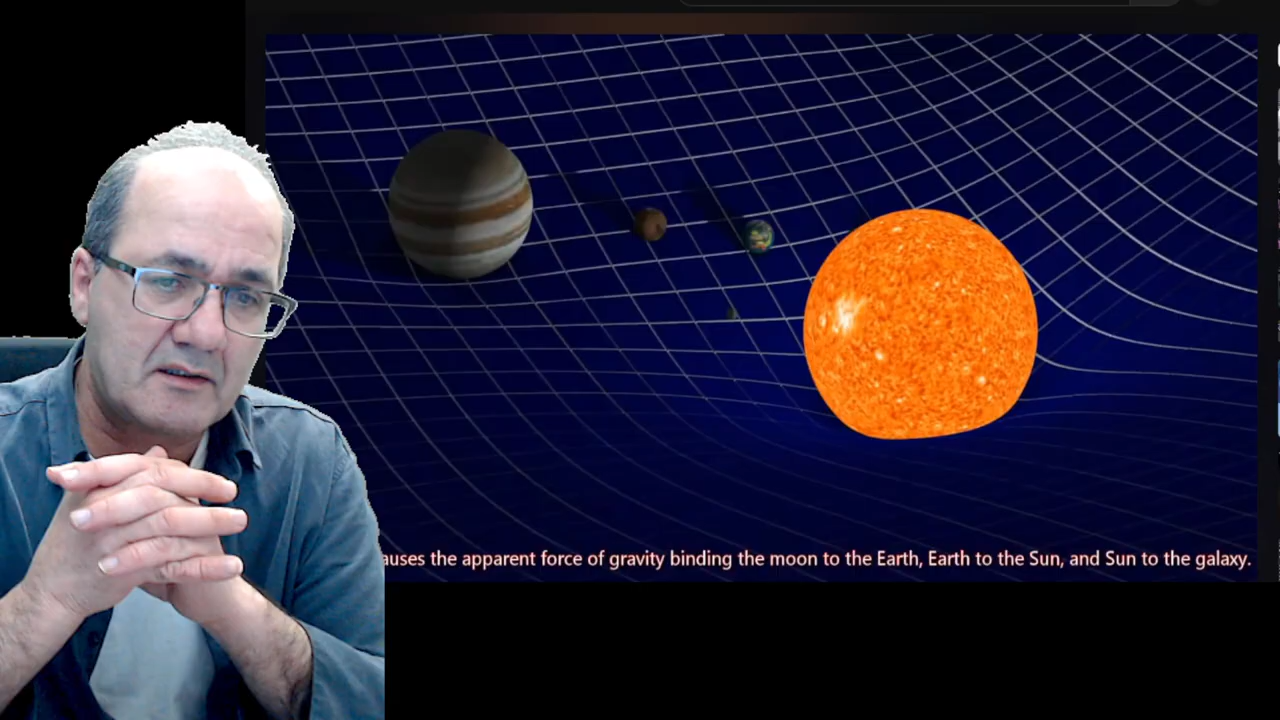 the apparent force of gravity binding the moon to the Earth, Earth to the Sun, and Sun to the galaxy.